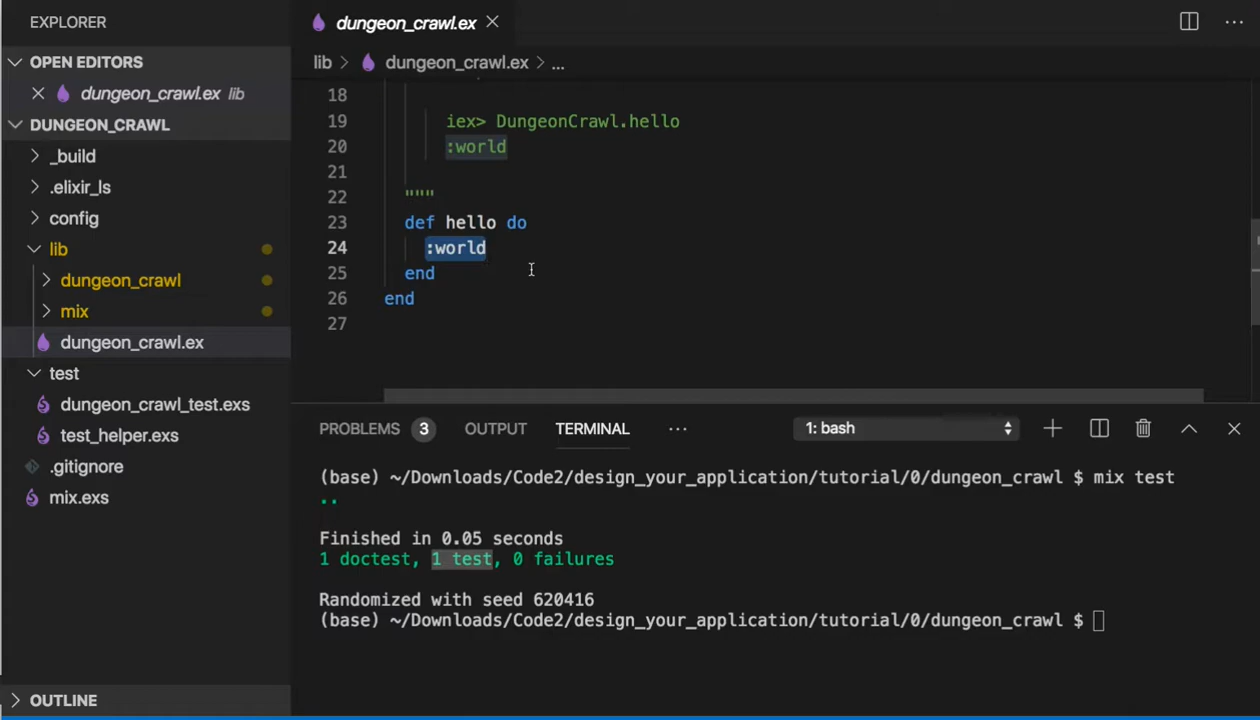 EXPLORER
OPEN EDITORS
dungeon_crawl.ex lib
DUNGEON_CRAWL
_build
.elixir_ls
config
lib
dungeon_crawl
mix
dungeon_crawl.ex
test
dungeon_crawl_test.exs
test_helper.exs
.gitignore
mix.exs
OUTLINE
dungeon_crawl.ex
lib > dungeon_crawl.ex > ...
18
19 iex> DungeonCrawl.hello
20 :world
21
22 """
23 def hello do
24 :world
25 end
26 end
27
PROBLEMS 3 OUTPUT TERMINAL ... 1: bash
(base) ~/Downloads/Code2/design_your_application/tutorial/0/dungeon_crawl $ mix test
..
Finished in 0.05 seconds
1 doctest, 1 test, 0 failures
Randomized with seed 620416
(base) ~/Downloads/Code2/design_your_application/tutorial/0/dungeon_crawl $